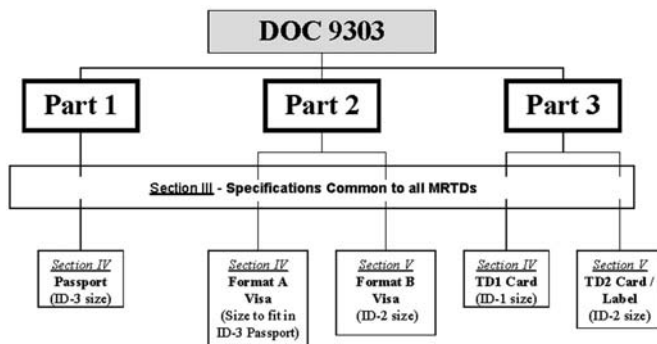 DOC 9303
Part 1
Part 2
Part 3
Section III - Specifications Common to all MRTDs
Section IV
Passport
(ID-3 size)
Section IV
Format A
Visa
(Size to fit in
ID-3 Passport)
Section V
Format B
Visa
(ID-2 size)
Section IV
TD1 Card
(ID-1 size)
Section V
TD2 Card /
Label
(ID-2 size)